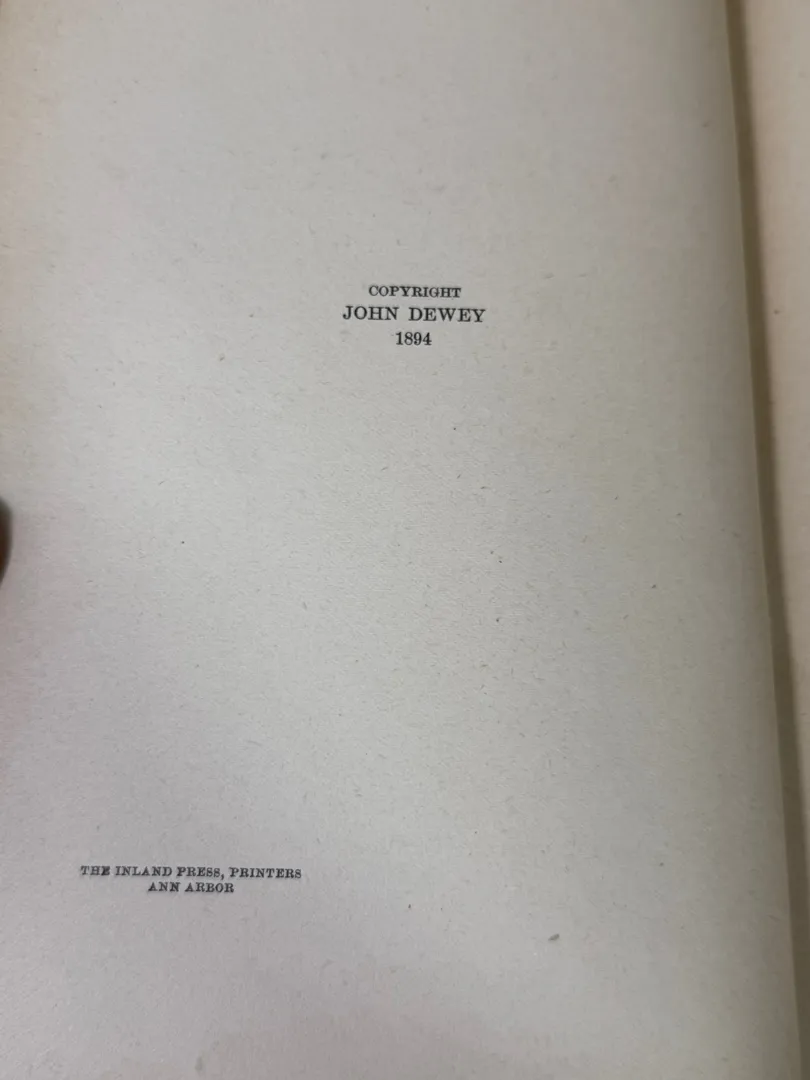 COPYRIGHT
JOHN DEWEY
1894
THE INLAND PRESS, PRINTERS
ANN ARBOR